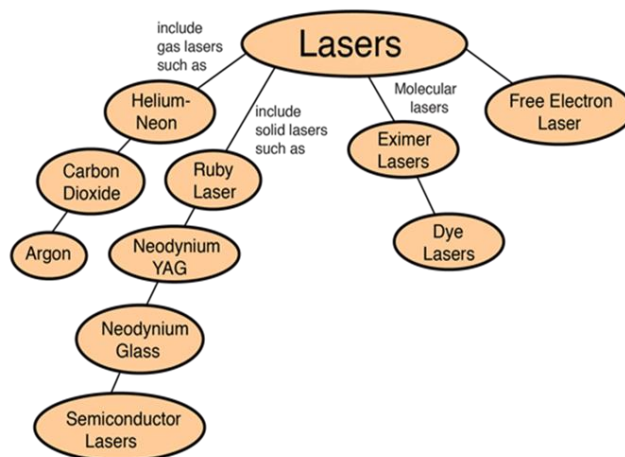 Lasers
include
gas lasers
such as
Helium-
Neon
Carbon
Dioxide
Argon
include
solid lasers
such as
Ruby
Laser
Neodynium
YAG
Neodynium
Glass
Semiconductor
Lasers
Molecular
lasers
Eximer
Lasers
Dye
Lasers
Free Electron
Laser